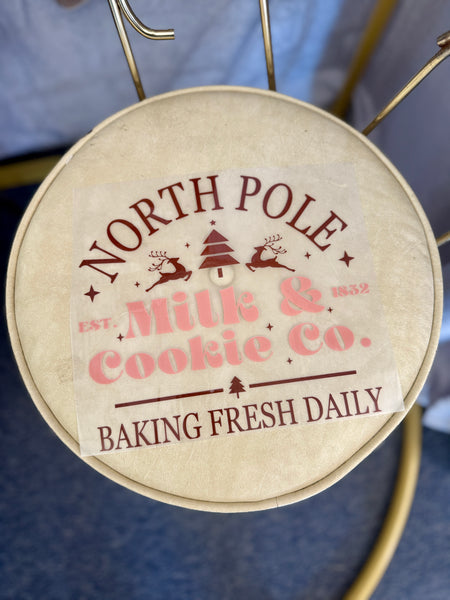 NORTH POLE
EST. Milk & 1832
Cookie Co.
BAKING FRESH DAILY